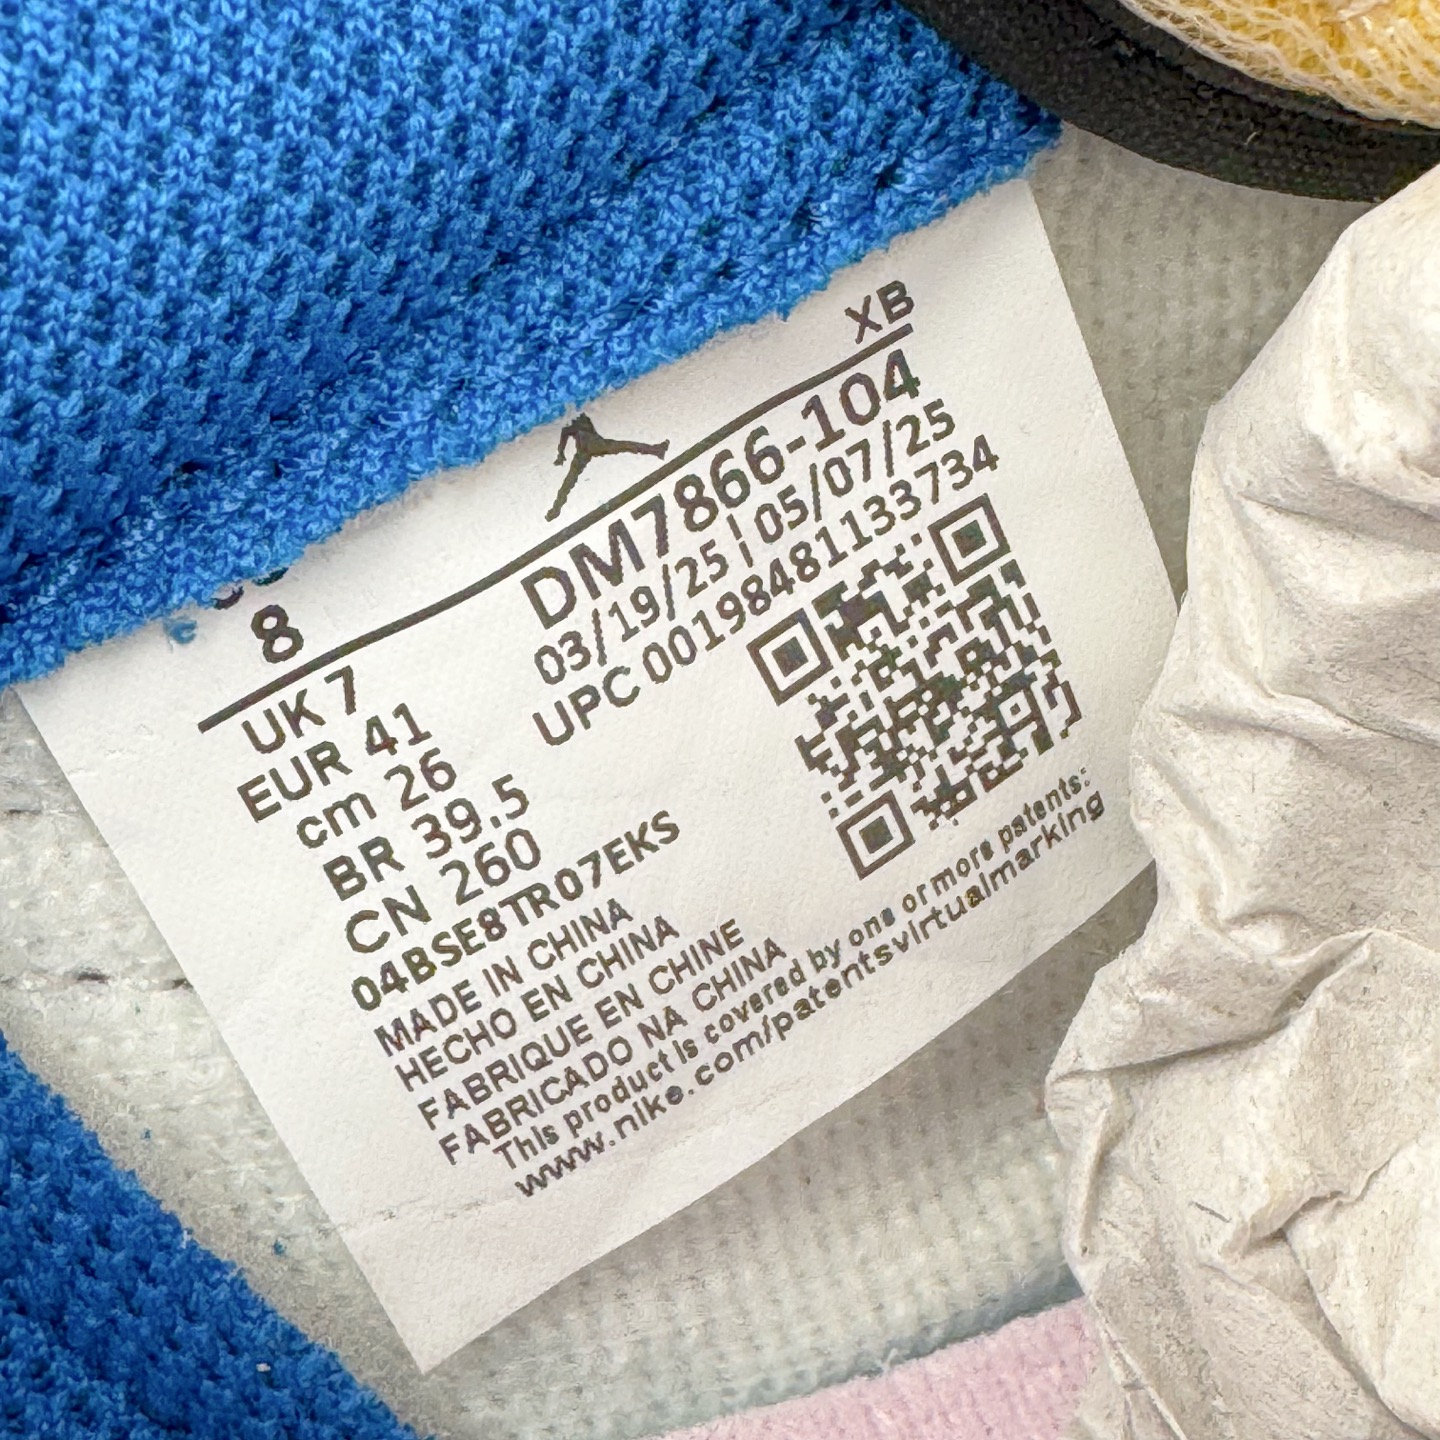 XB
8
DM7866-104
03/19/25 | 05/07/25
UPC 00198481133734
UK 7
EUR 41
cm 26
BR 39.5
CN 260
04BSE8TR07EKS
MADE IN CHINA
HECHO EN CHINA
FABRIQUE EN CHINE
FABRICADO NA CHINA
This product is covered by one or more patents:
www.nike.com/patentsvirtualmarking